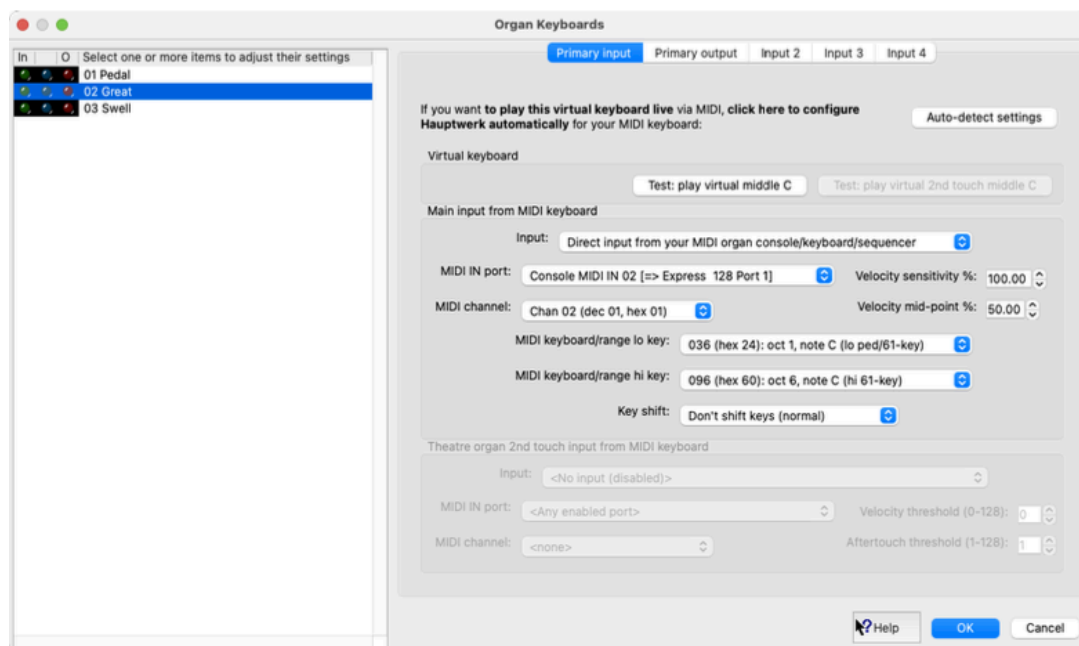 Organ Keyboards
In O Select one or more items to adjust their settings
01 Pedal
02 Great
03 Swell
Primary input Primary output Input 2 Input 3 Input 4
If you want to play this virtual keyboard live via MIDI, click here to configure
Hauptwerk automatically for your MIDI keyboard:
Auto-detect settings
Virtual keyboard
Test: play virtual middle C Test: play virtual 2nd touch middle C
Main input from MIDI keyboard
Input: Direct input from your MIDI organ console/keyboard/sequencer
MIDI IN port: Console MIDI IN 02 [=> Express 128 Port 1] Velocity sensitivity %: 100.00
MIDI channel: Chan 02 (dec 01, hex 01) Velocity mid-point %: 50.00
MIDI keyboard/range lo key: 036 (hex 24): oct 1, note C (lo ped/61-key)
MIDI keyboard/range hi key: 096 (hex 60): oct 6, note C (hi 61-key)
Key shift: Don't shift keys (normal)
Theatre organ 2nd touch input from MIDI keyboard
Input: <No input (disabled)>
MIDI IN port: <Any enabled port> Velocity threshold (0-128): 0
MIDI channel: <none> Aftertouch threshold (1-128): 1
? Help OK Cancel